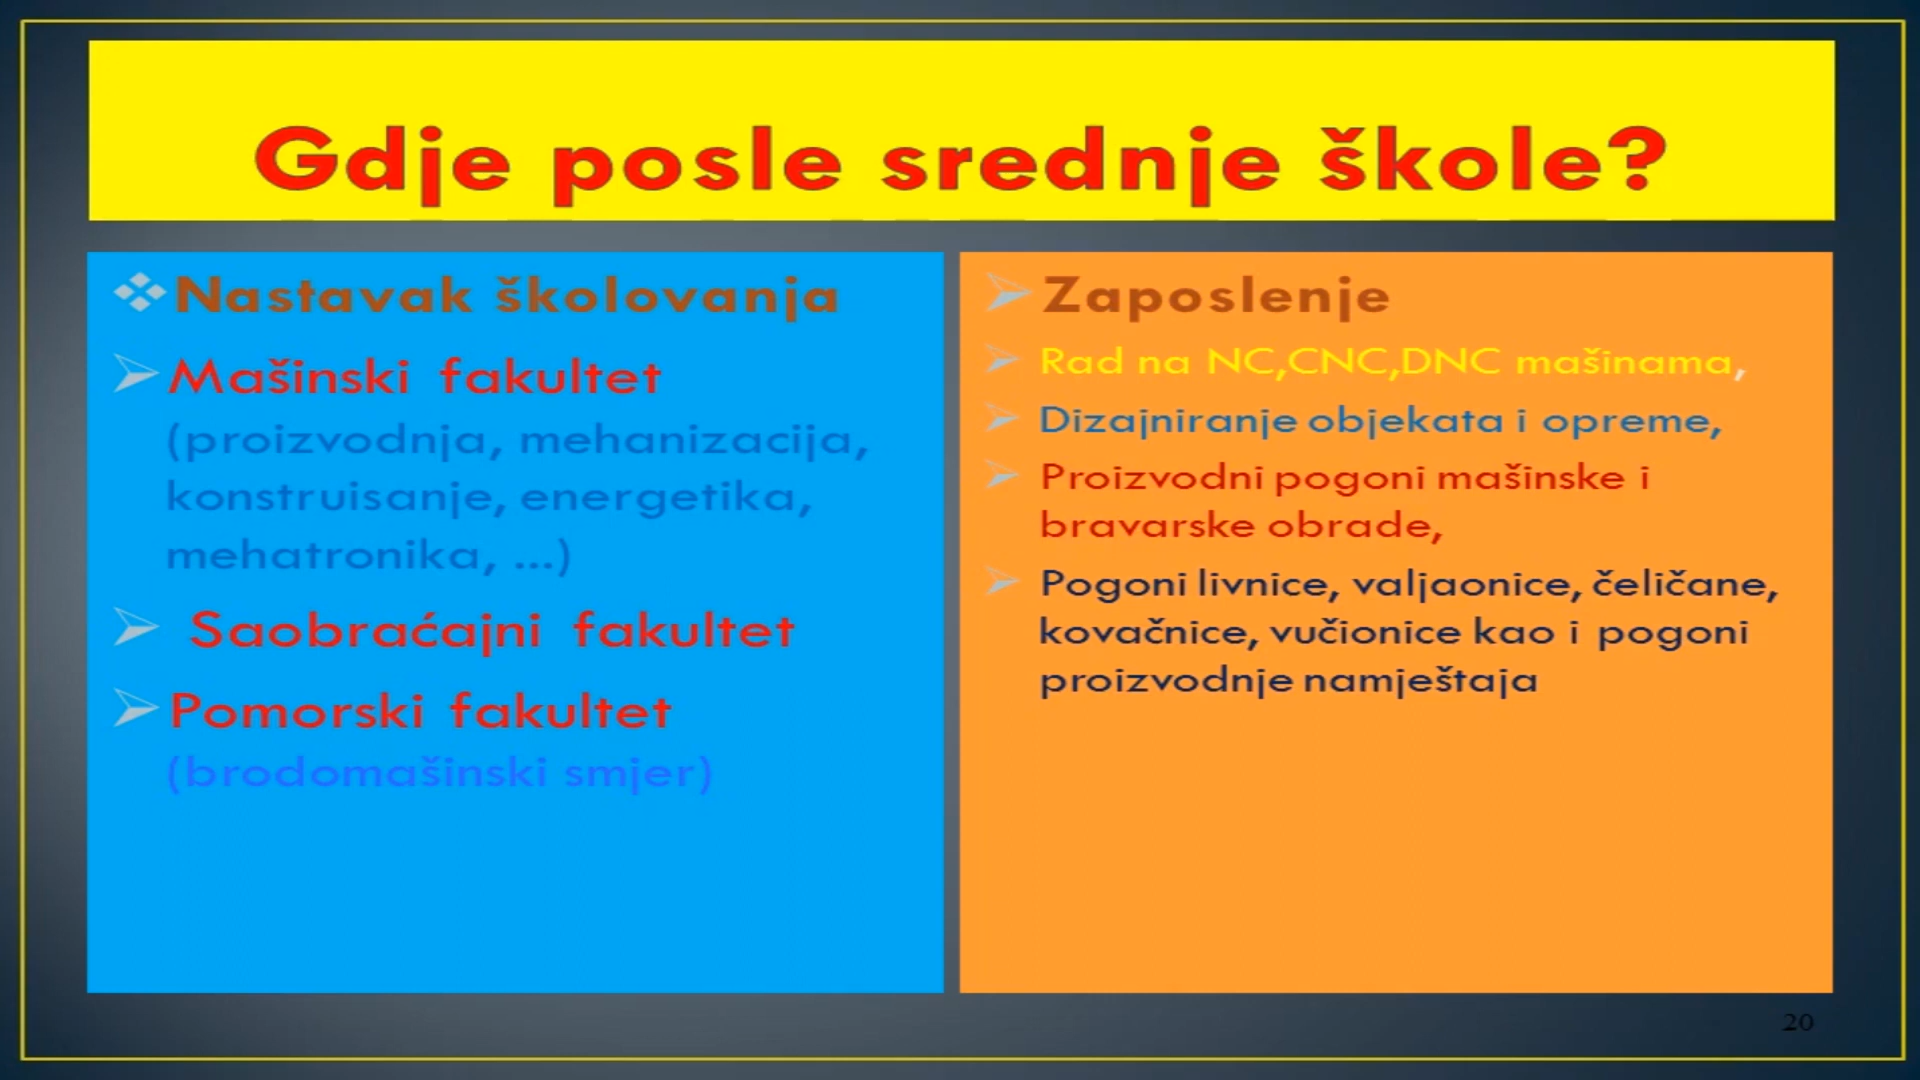 Gdje posle srednje škole?
Nastavak školovanja
Mašinski fakultet
(proizvodnja, mehanizacija,
konstruisanje, energetika,
mehatronika, ...)
Saobraćajni fakultet
Pomorski fakultet
(brodomašinski smjer)
Zaposlenje
Rad na NC,CNC,DNC mašinama,
Dizajniranje objekata i opreme,
Proizvodni pogoni mašinske i
bravarske obrade,
Pogoni livnice, valjaonice, čeličane,
kovačnice, vučionice kao i pogoni
proizvodnje namještaja
20